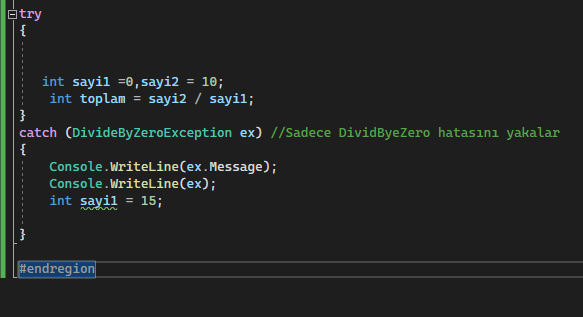 try
{
int sayi1 =0,sayi2 = 10;
int toplam = sayi2 / sayi1;
}
catch (DivideByZeroException ex) //Sadece DividByeZero hatasını yakalar
{
Console.WriteLine(ex.Message);
Console.WriteLine(ex);
int sayi1 = 15;
}
#endregion